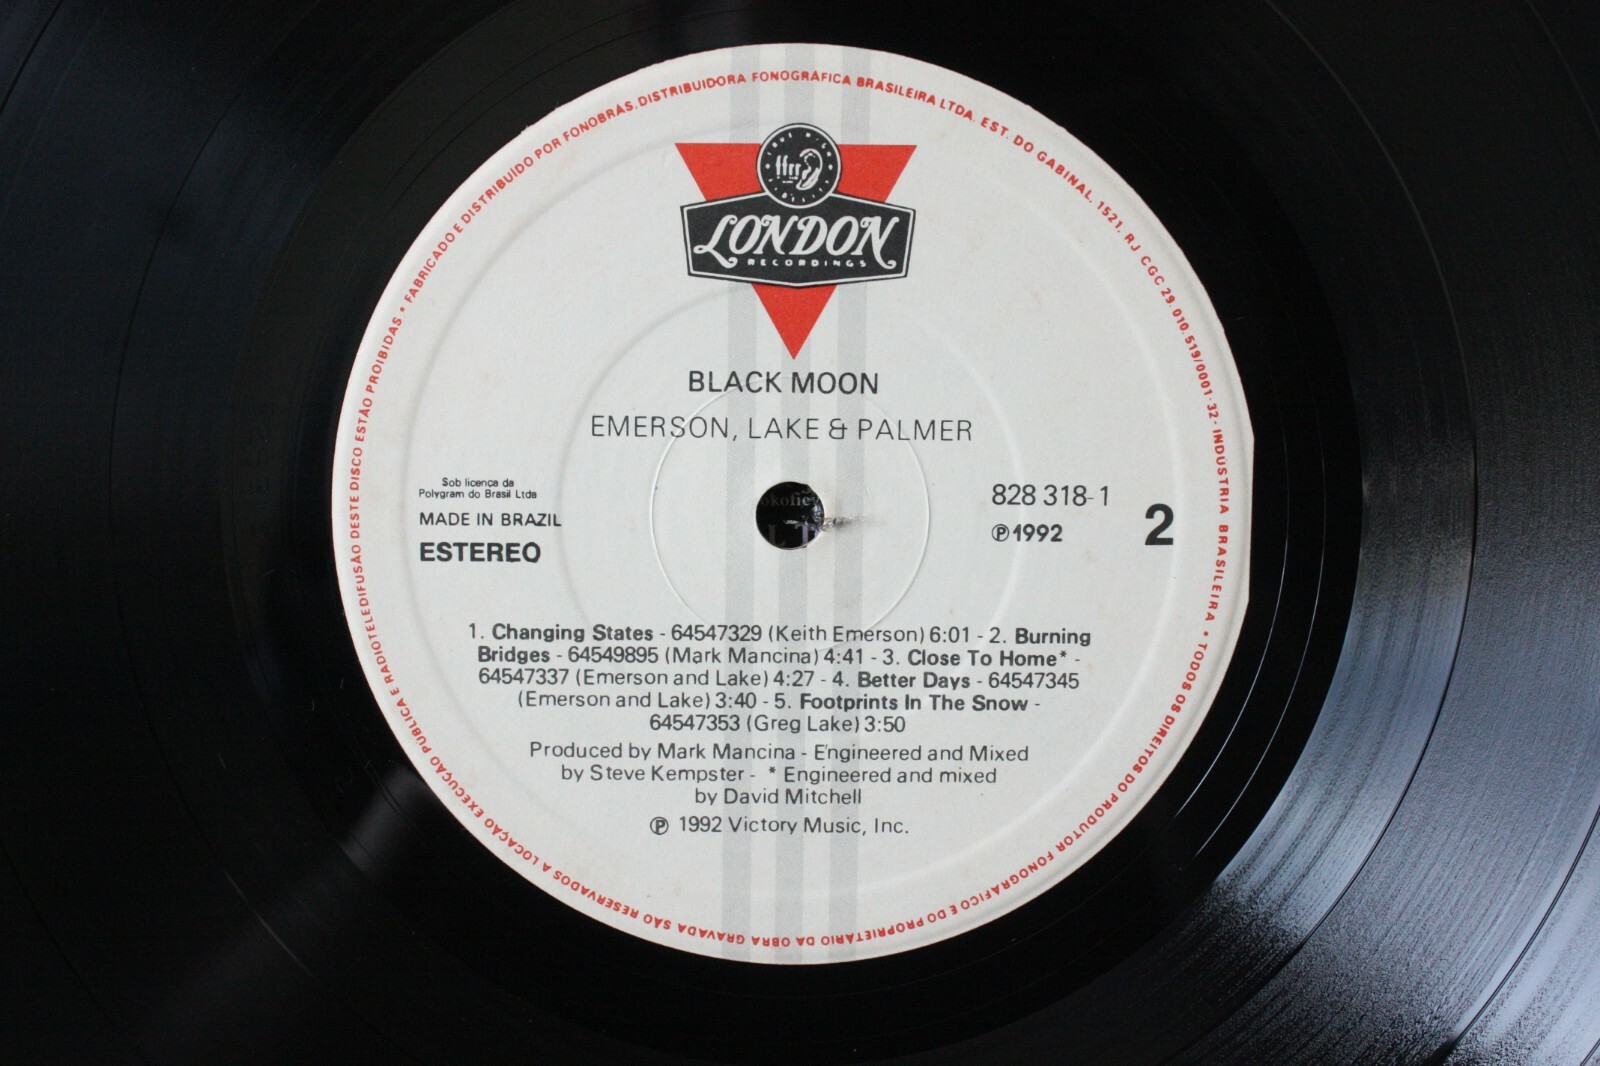 FABRICADO E DISTRIBUÍDO POR FONOBRÁS, DISTRIBUIDORA FONOGRÁFICA BRASILEIRA LTDA. EST. DO GABINAL, 1521, RJ CGC 29.010.519/0001-32- INDÚSTRIA BRASILEIRA • TODOS OS DIREITOS DO PRODUTOR FONOGRÁFICO E DO PROPRIETÁRIO DA OBRA GRAVADA SÃO RESERVADOS A LOCAÇÃO EXECUÇÃO PÚBLICA E RADIOTELEDIFUSÃO DESTE DISCO ESTÃO PROIBIDAS •
LONDON
RECORDINGS
BLACK MOON
EMERSON, LAKE & PALMER
Sob licença da
Polygram do Brasil Ltda
MADE IN BRAZIL
ESTEREO
828 318-1
℗ 1992
2
1. Changing States - 64547329 (Keith Emerson) 6:01 - 2. Burning
Bridges - 64549895 (Mark Mancina) 4:41 - 3. Close To Home* -
64547337 (Emerson and Lake) 4:27 - 4. Better Days - 64547345
(Emerson and Lake) 3:40 - 5. Footprints In The Snow -
64547353 (Greg Lake) 3:50
Produced by Mark Mancina - Engineered and Mixed
by Steve Kempster - * Engineered and mixed
by David Mitchell
℗ 1992 Victory Music, Inc.